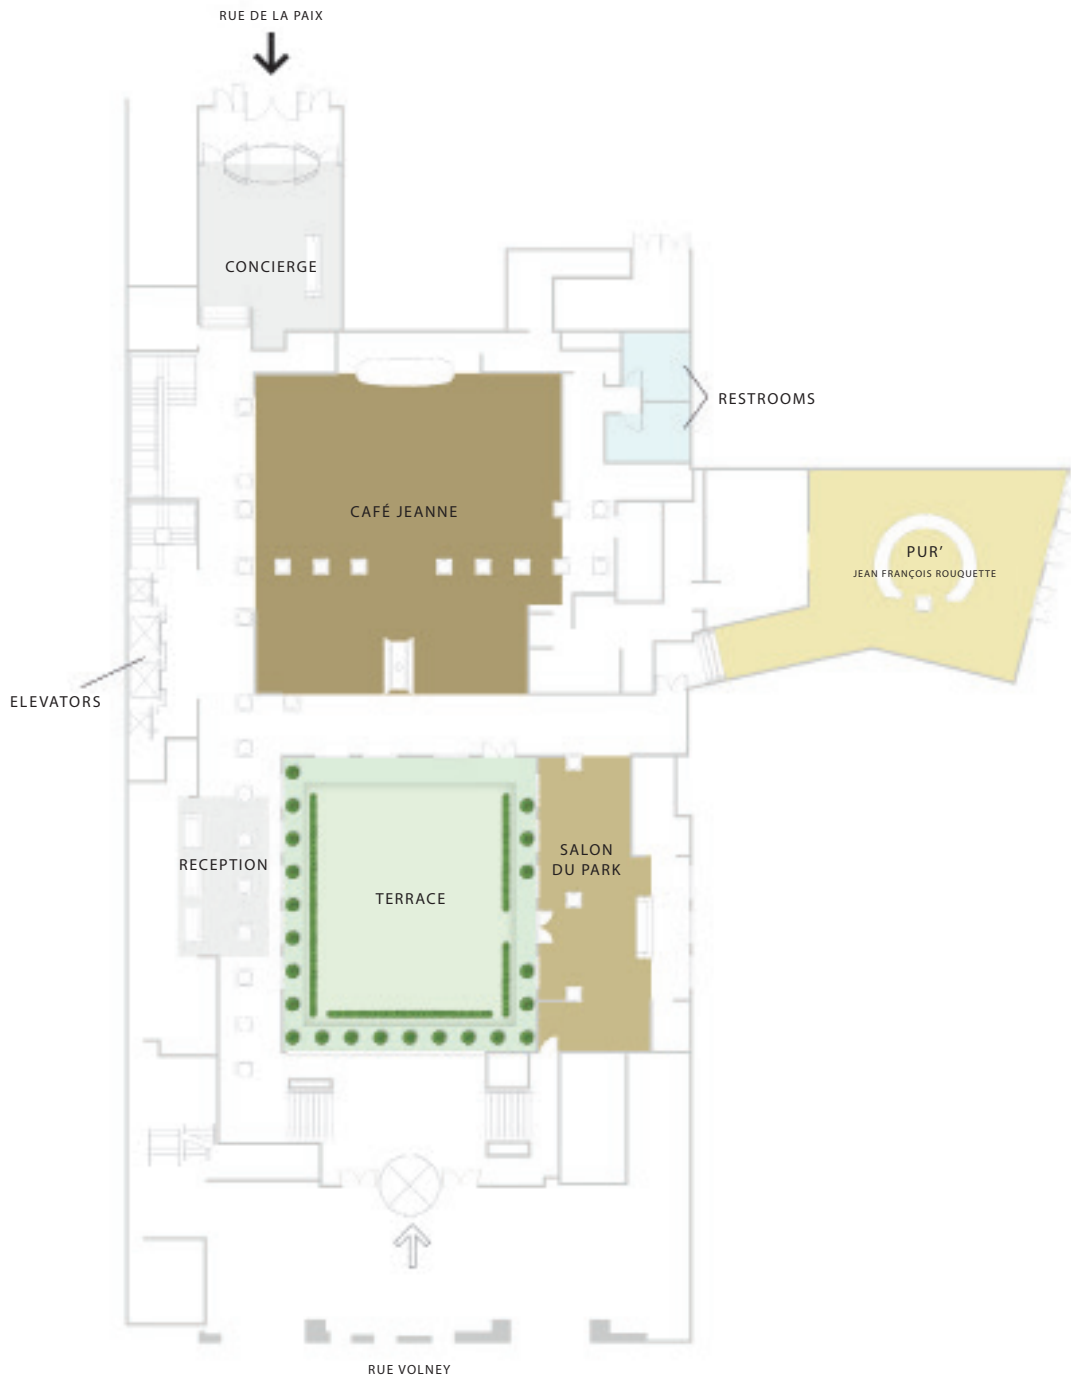 RUE DE LA PAIX
CONCIERGE
RESTROOMS
CAFÉ JEANNE
PUR’
JEAN FRANÇOIS ROUQUETTE
ELEVATORS
SALON
DU PARK
RECEPTION
TERRACE
RUE VOLNEY